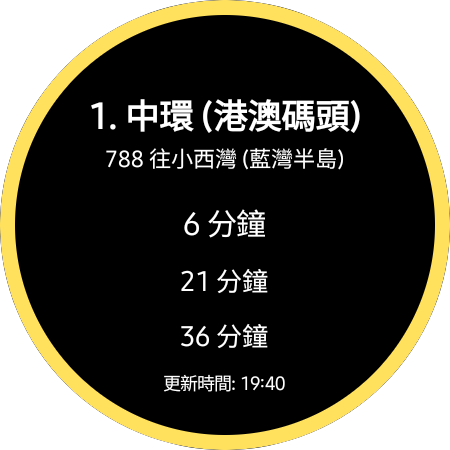 1. 中環 (港澳碼頭)
788 往小西灣 (藍灣半島)
6 分鐘
21 分鐘
36 分鐘
更新時間: 19:40